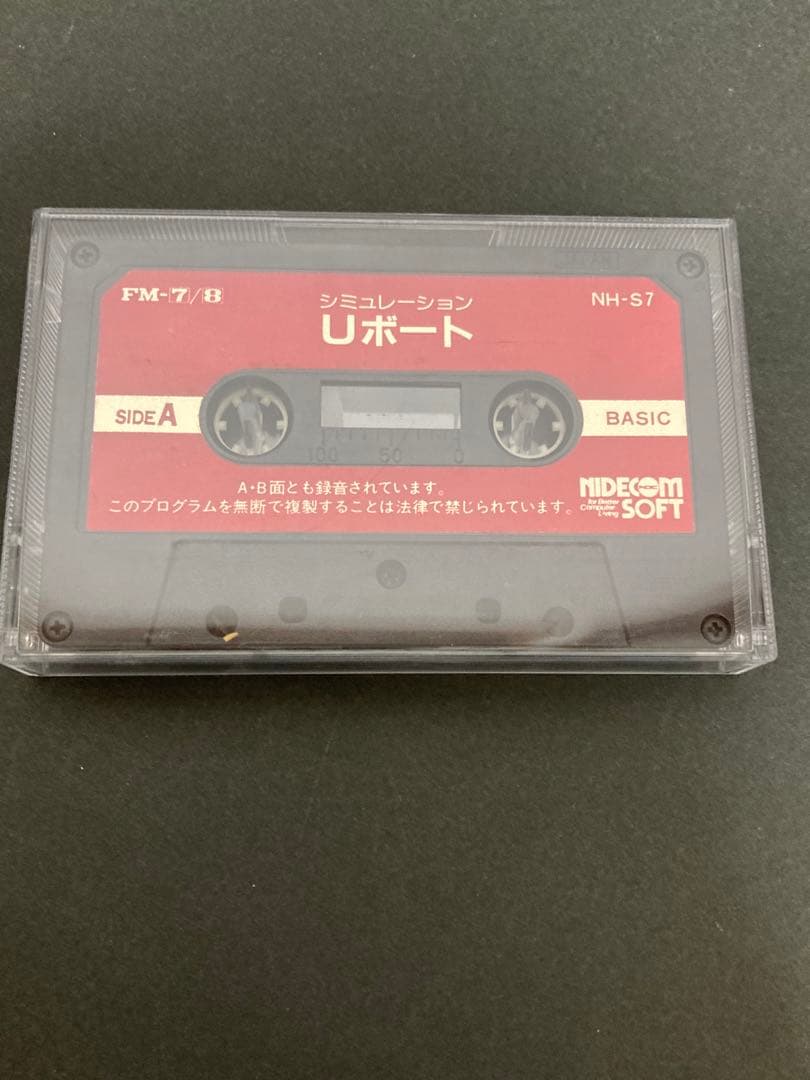 FM-7/8
シミュレーション
Uボート
NH-S7
SIDE A
BASIC
100 50 0
A・B面とも録音されています。
このプログラムを無断で複製することは法律で禁じられています。
NIDECOM
for Better
Computer
Living
SOFT